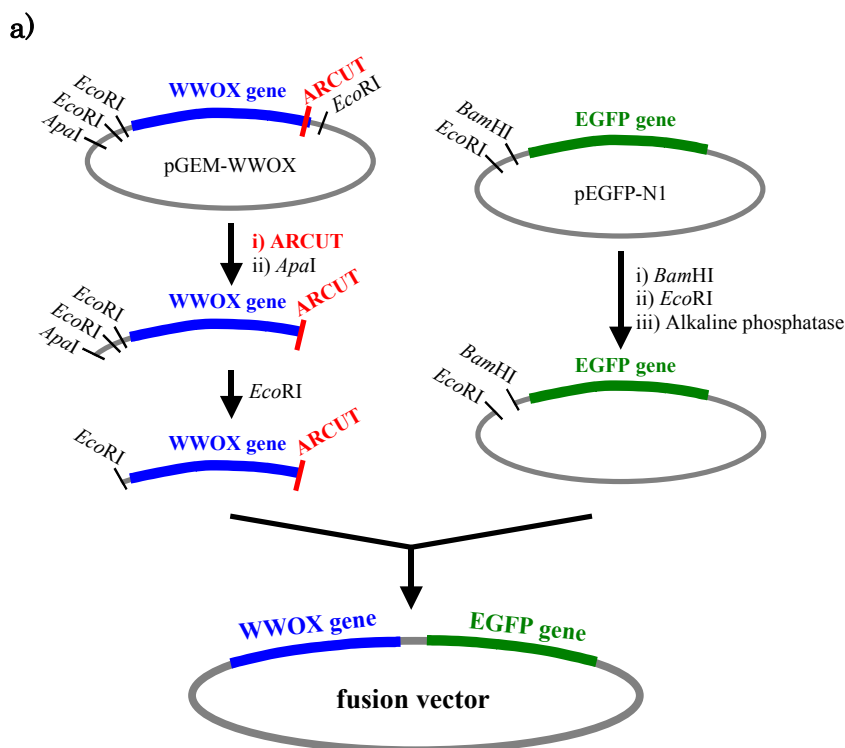 a)
EcoRI
EcoRI
ApaI
WWOX gene
ARCUT
EcoRI
pGEM-WWOX
BamHI
EcoRI
EGFP gene
pEGFP-N1
i) ARCUT
ii) ApaI
i) BamHI
ii) EcoRI
iii) Alkaline phosphatase
EcoRI
EcoRI
ApaI
WWOX gene
ARCUT
BamHI
EcoRI
EGFP gene
EcoRI
EcoRI
WWOX gene
ARCUT
WWOX gene
EGFP gene
fusion vector